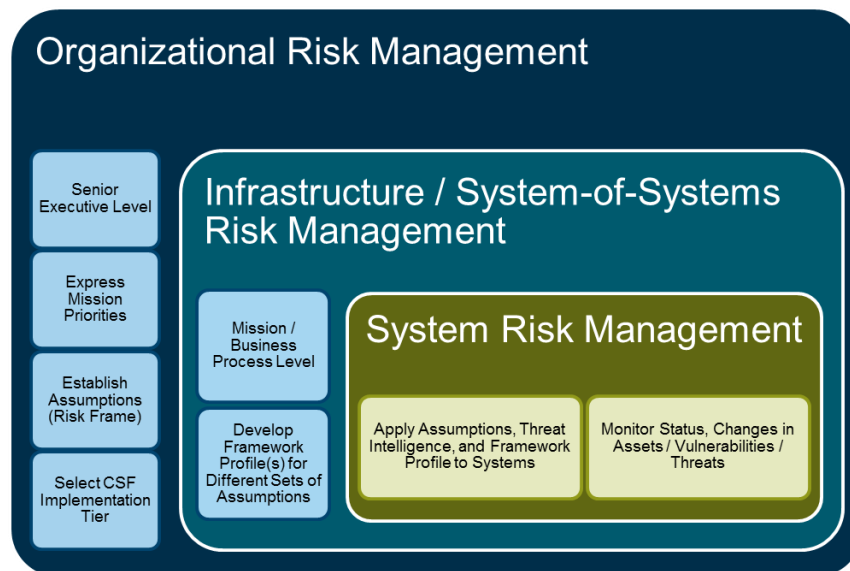 Organizational Risk Management
Senior
Executive Level
Express
Mission
Priorities
Establish
Assumptions
(Risk Frame)
Select CSF
Implementation
Tier
Infrastructure / System-of-Systems
Risk Management
Mission /
Business
Process Level
Develop
Framework
Profile(s) for
Different Sets of
Assumptions
System Risk Management
Apply Assumptions, Threat
Intelligence, and Framework
Profile to Systems
Monitor Status, Changes in
Assets / Vulnerabilities /
Threats